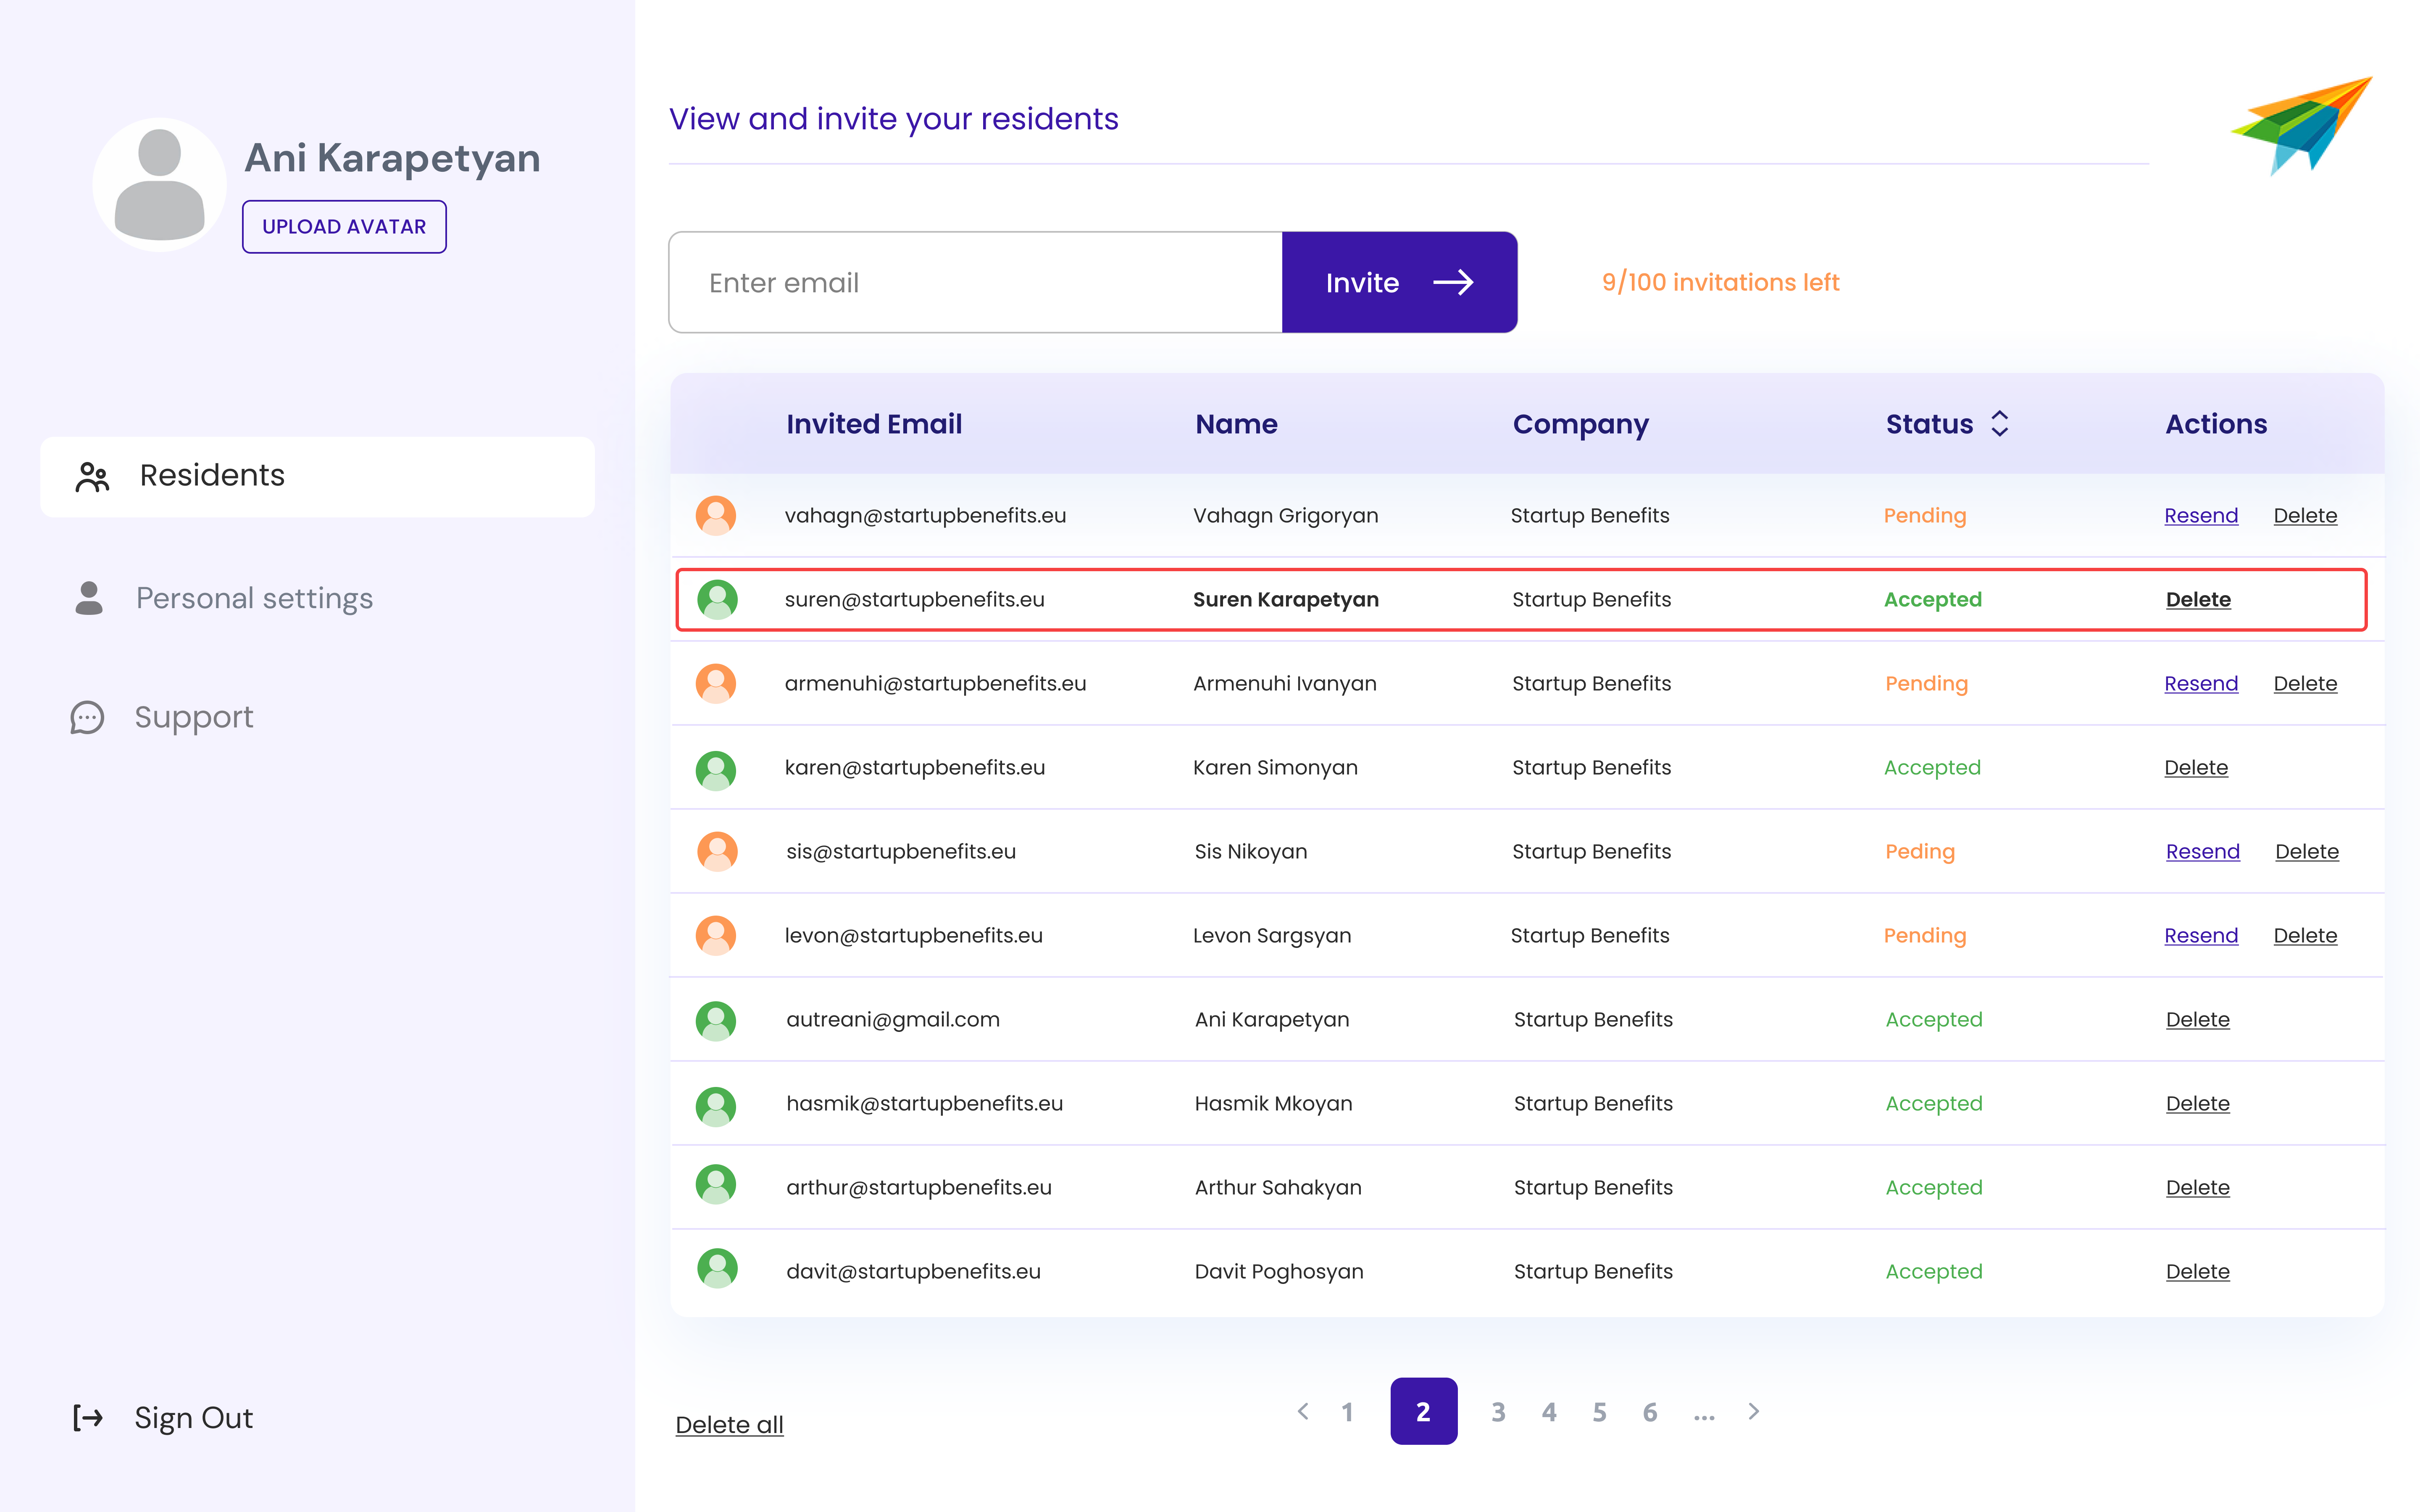 Ani Karapetyan
UPLOAD AVATAR
Residents
Personal settings
Support
Sign Out
View and invite your residents
Enter email
Invite
9/100 invitations left
Invited Email Name Company Status Actions
vahagn@startupbenefits.eu Vahagn Grigoryan Startup Benefits Pending Resend Delete
suren@startupbenefits.eu Suren Karapetyan Startup Benefits Accepted Delete
armenuhi@startupbenefits.eu Armenuhi Ivanyan Startup Benefits Pending Resend Delete
karen@startupbenefits.eu Karen Simonyan Startup Benefits Accepted Delete
sis@startupbenefits.eu Sis Nikoyan Startup Benefits Peding Resend Delete
levon@startupbenefits.eu Levon Sargsyan Startup Benefits Pending Resend Delete
autreani@gmail.com Ani Karapetyan Startup Benefits Accepted Delete
hasmik@startupbenefits.eu Hasmik Mkoyan Startup Benefits Accepted Delete
arthur@startupbenefits.eu Arthur Sahakyan Startup Benefits Accepted Delete
davit@startupbenefits.eu Davit Poghosyan Startup Benefits Accepted Delete
Delete all
1 2 3 4 5 6 ...